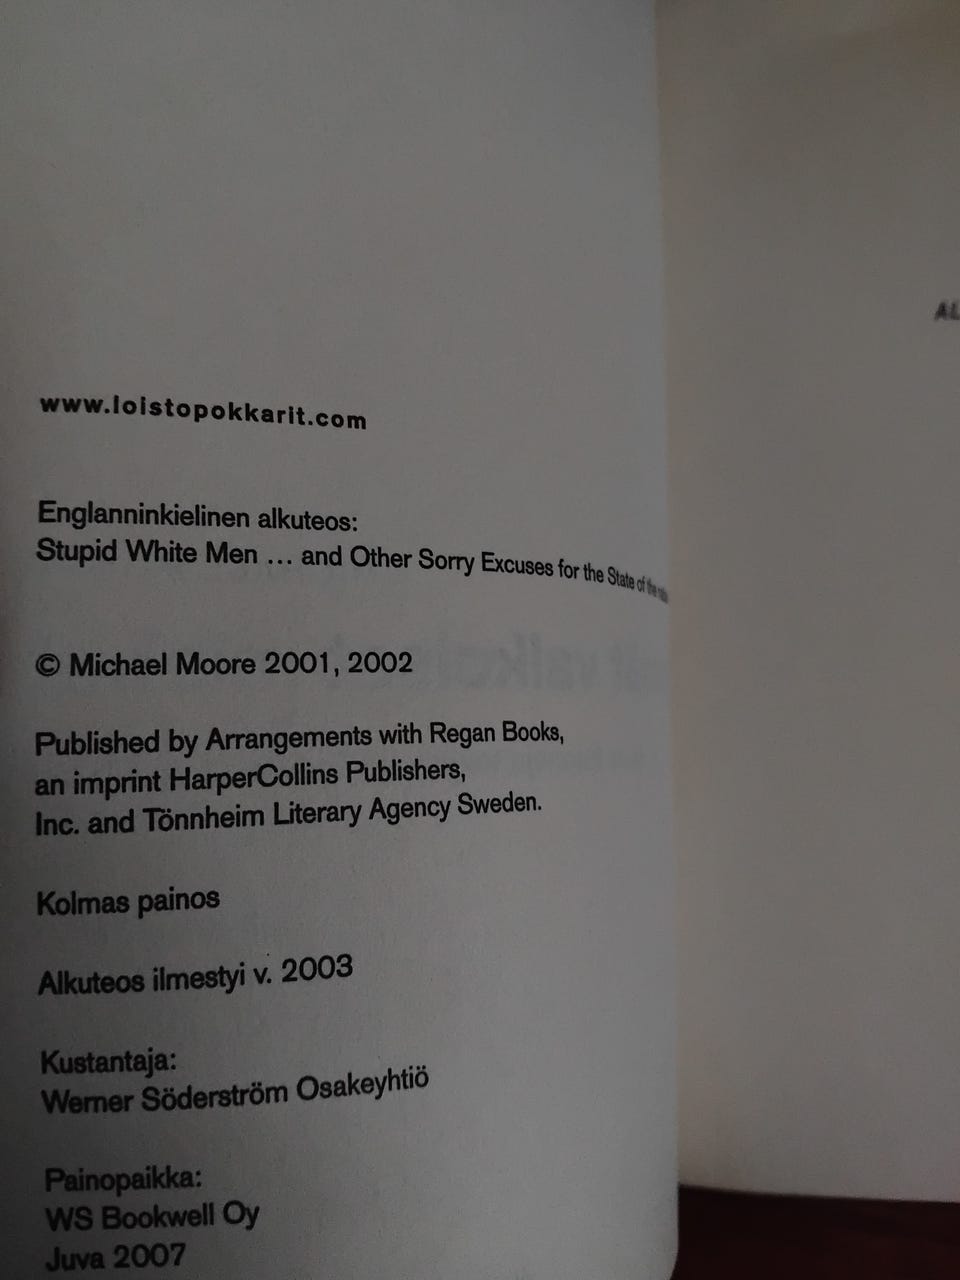 www.loistopokkarit.com
Englanninkielinen alkuteos:
Stupid White Men ... and Other Sorry Excuses for the State of the
© Michael Moore 2001, 2002
Published by Arrangements with Regan Books,
an imprint HarperCollins Publishers,
Inc. and Tönnheim Literary Agency Sweden.
Kolmas painos
Alkuteos ilmestyi v. 2003
Kustantaja:
Werner Söderström Osakeyhtiö
Painopaikka:
WS Bookwell Oy
Juva 2007
AL